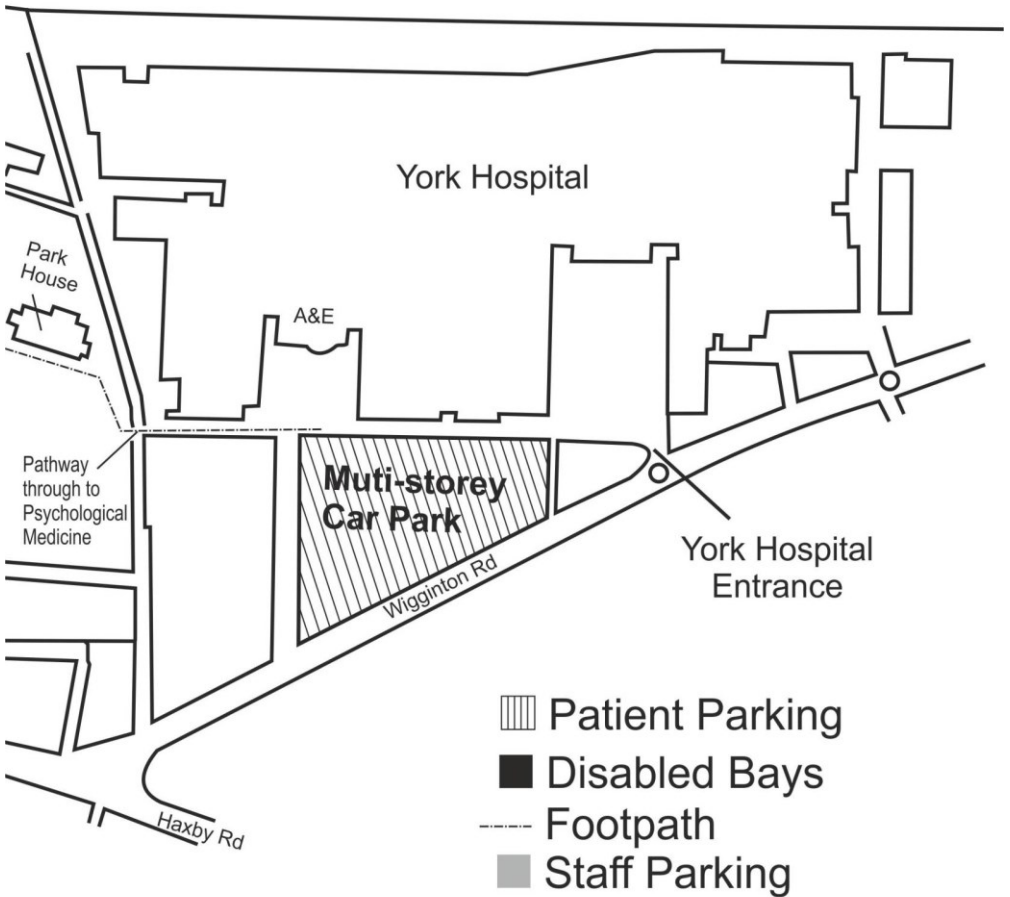 York Hospital
Park
House
A&E
Pathway
through to
Psychological
Medicine
Muti-storey
Car Park
Wigginton Rd
York Hospital
Entrance
Patient Parking
Disabled Bays
Footpath
Staff Parking
Haxby Rd